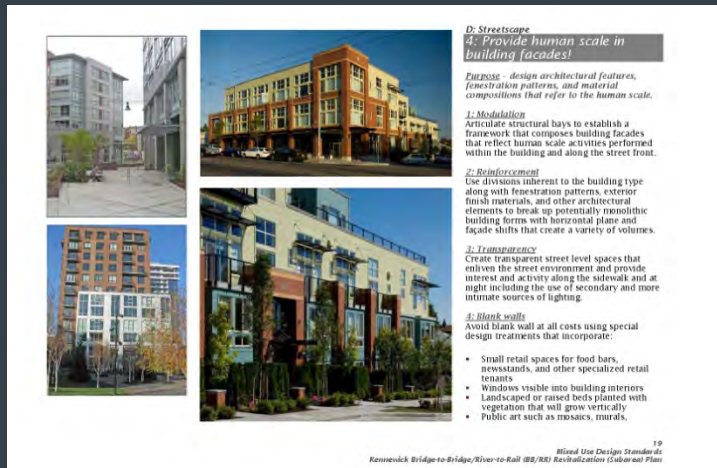 D: Streetscape
4: Provide human scale in
building facades!
Purpose - design architectural features,
fenestration patterns, and material
compositions that refer to the human scale.
1: Modulation
Articulate structural bays to establish a
framework that composes building facades
that reflect human scale activities performed
within the building and along the street front.
2: Reinforcement
Use divisions inherent to the building type
along with fenestration patterns, exterior
finish materials, and other architectural
elements to break up potentially monolithic
building forms with horizontal plane and
façade shifts that create a variety of volumes.
3: Transparency
Create transparent street level spaces that
enliven the street environment and provide
interest and activity along the sidewalk and at
night including the use of secondary and more
intimate sources of lighting.
4: Blank walls
Avoid blank wall at all costs using special
design treatments that incorporate:
• Small retail spaces for food bars,
newsstands, and other specialized retail
tenants
• Windows visible into building interiors
• Landscaped or raised beds planted with
vegetation that will grow vertically
• Public art such as mosaics, murals,
19
Mixed Use Design Standards
Kennewick Bridge-to-Bridge/River-to-Rail (BB/RR) Revitalization (Subarea) Plan